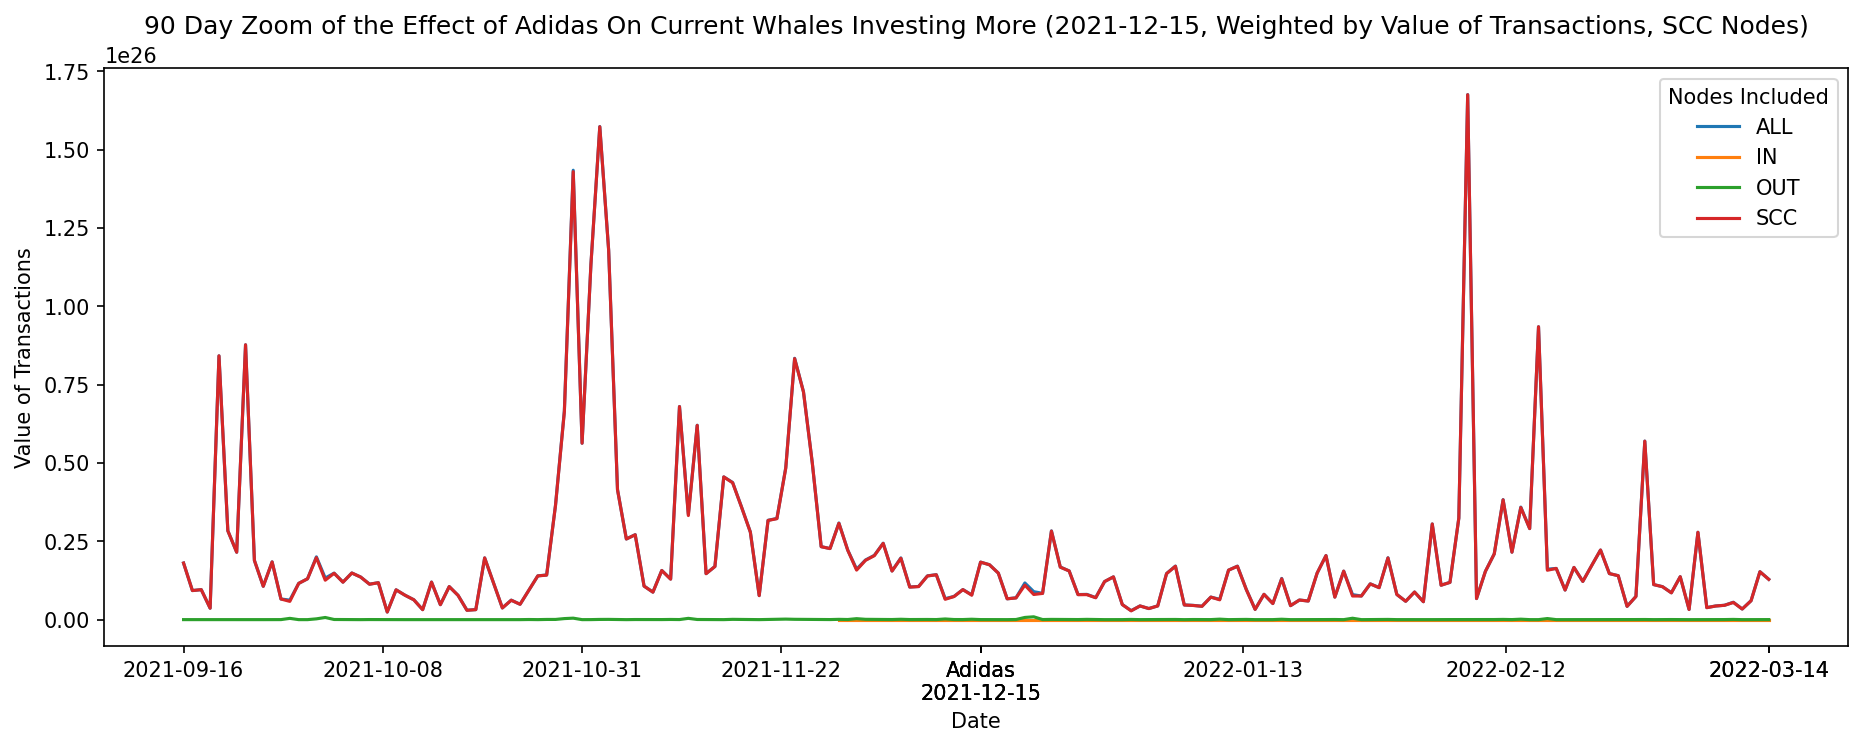 90 Day Zoom of the Effect of Adidas On Current Whales Investing More (2021-12-15, Weighted by Value of Transactions, SCC Nodes)
1e26
1.75
1.50
1.25
1.00
0.75
0.50
0.25
0.00
Value of Transactions
Nodes Included
ALL
IN
OUT
SCC
2021-09-16
2021-10-08
2021-10-31
2021-11-22
Adidas
2021-12-15
2022-01-13
2022-02-12
2022-03-14
Date